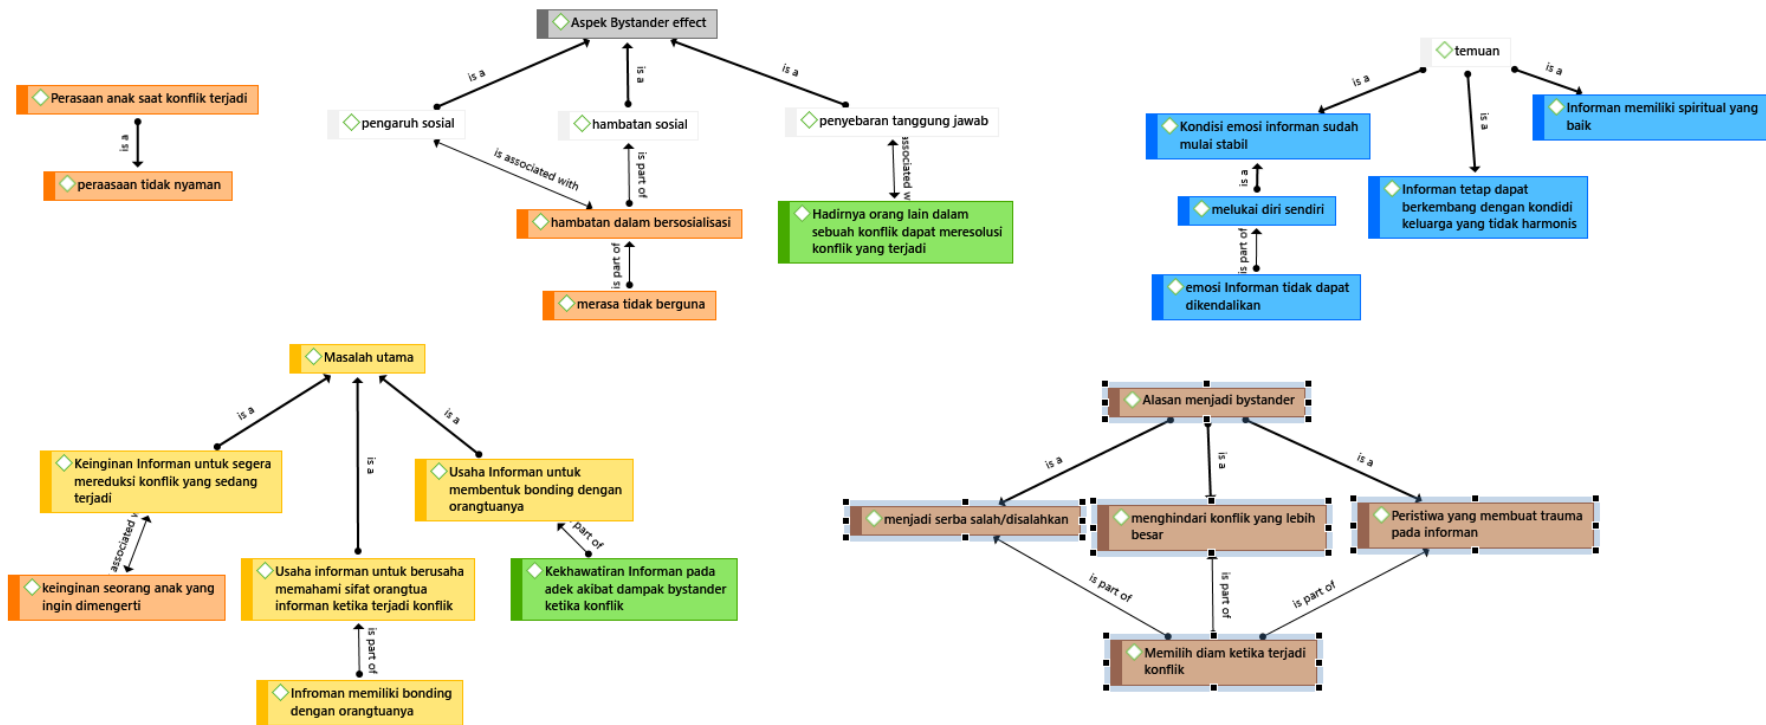 Aspek Bystander effect
is a
is a
is a
pengaruh sosial
hambatan sosial
penyebaran tanggung jawab
is associated with
is part of
associated w
hambatan dalam bersosialisasi
Hadirnya orang lain dalam
sebuah konflik dapat meresolusi
konflik yang terjadi
is part of
merasa tidak berguna
Perasaan anak saat konflik terjadi
is a
peraasaan tidak nyaman
temuan
is a
is a
is a
Kondisi emosi informan sudah
mulai stabil
Informan memiliki spiritual yang
baik
is a
melukai diri sendiri
Informan tetap dapat
berkembang dengan kondidi
keluarga yang tidak harmonis
is part of
emosi Informan tidak dapat
dikendalikan
Masalah utama
is a
is a
is a
Keinginan Informan untuk segera
mereduksi konflik yang sedang
terjadi
Usaha Informan untuk
membentuk bonding dengan
orangtuanya
associated w
part of
keinginan seorang anak yang
ingin dimengerti
Usaha informan untuk berusaha
memahami sifat orangtua
informan ketika terjadi konflik
Kekhawatiran Informan pada
adek akibat dampak bystander
ketika konflik
is part of
Infroman memiliki bonding
dengan orangtuanya
Alasan menjadi bystander
is a
is a
is a
menjadi serba salah/disalahkan
menghindari konflik yang lebih
besar
Peristiwa yang membuat trauma
pada informan
is part of
is part of
is part of
Memilih diam ketika terjadi
konflik